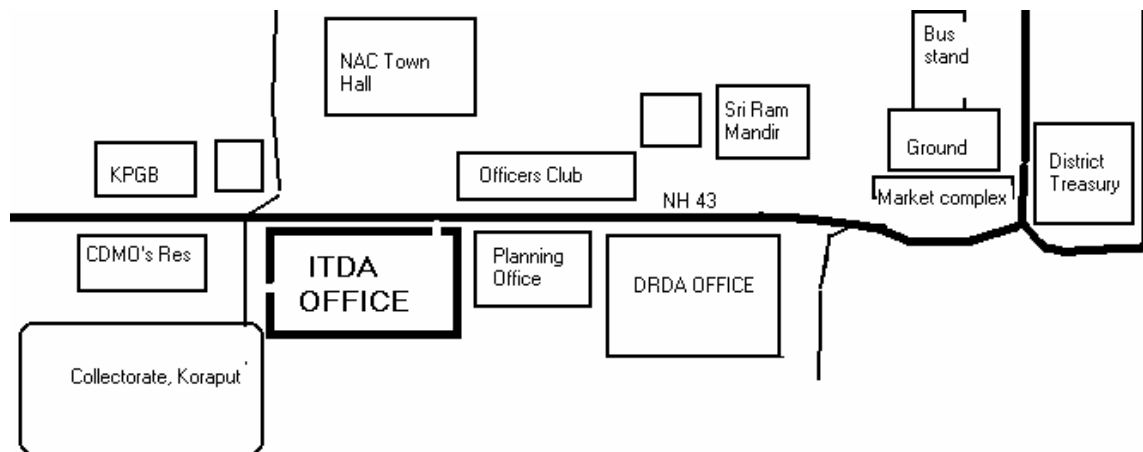 Bus
stand
NAC Town
Hall
Sri Ram
Mandir
KPGB
Officers Club
Ground
District
Treasury
NH 43
Market complex
CDMO's Res
ITDA
OFFICE
Planning
Office
DRDA OFFICE
Collectorate, Koraput